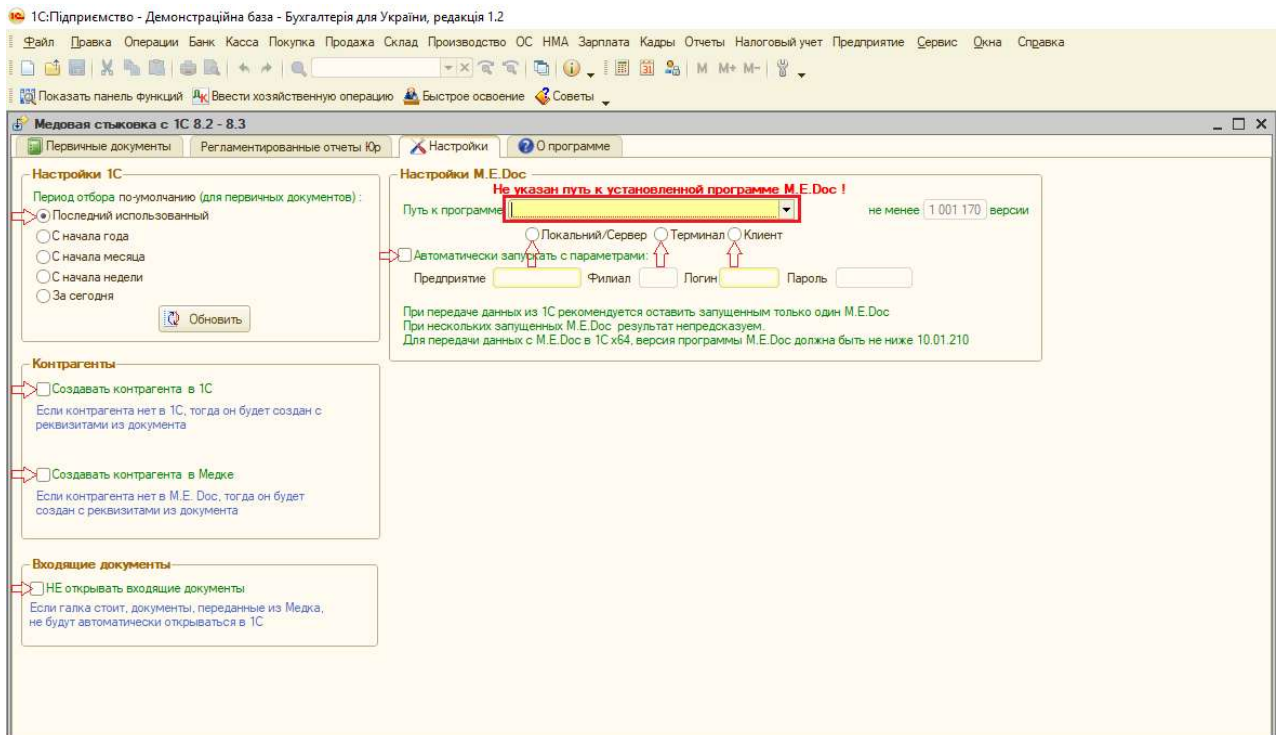 1С:Підприємство - Демонстраційна база - Бухгалтерія для України, редакція 1.2
Файл Правка Операции Банк Касса Покупка Продажа Склад Производство ОС НМА Зарплата Кадры Отчеты Налоговый учет Предприятие Сервис Окна Справка
М М+ М-
Показать панель функций Ввести хозяйственную операцию Быстрое освоение Советы
Медовая стыковка с 1С 8.2 - 8.3
Первичные документы Регламентированные отчеты Юр Настройки О программе
Настройки 1С
Период отбора по-умолчанию (для первичных документов) :
Последний использованный
С начала года
С начала месяца
С начала недели
За сегодня
Обновить
Контрагенты
Создавать контрагента в 1С
Если контрагента нет в 1С, тогда он будет создан с
реквизитами из документа
Создавать контрагента в Медке
Если контрагента нет в M.E. Doc, тогда он будет
создан с реквизитами из документа
Входящие документы
НЕ открывать входящие документы
Если галка стоит, документы, переданные из Медка,
не будут автоматически открываться в 1С
Настройки M.E.Doc
Не указан путь к установленной программе M.E.Doc !
Путь к программе не менее 1 001 170 версии
Локальний/Сервер Терминал Клиент
Автоматически запускать с параметрами:
Предприятие Филиал Логин Пароль
При передаче данных из 1С рекомендуется оставить запущенным только один M.E.Doc
При нескольких запущенных M.E.Doc результат непредсказуем.
Для передачи данных с M.E.Doc в 1С х64, версия программы M.E.Doc должна быть не ниже 10.01.210